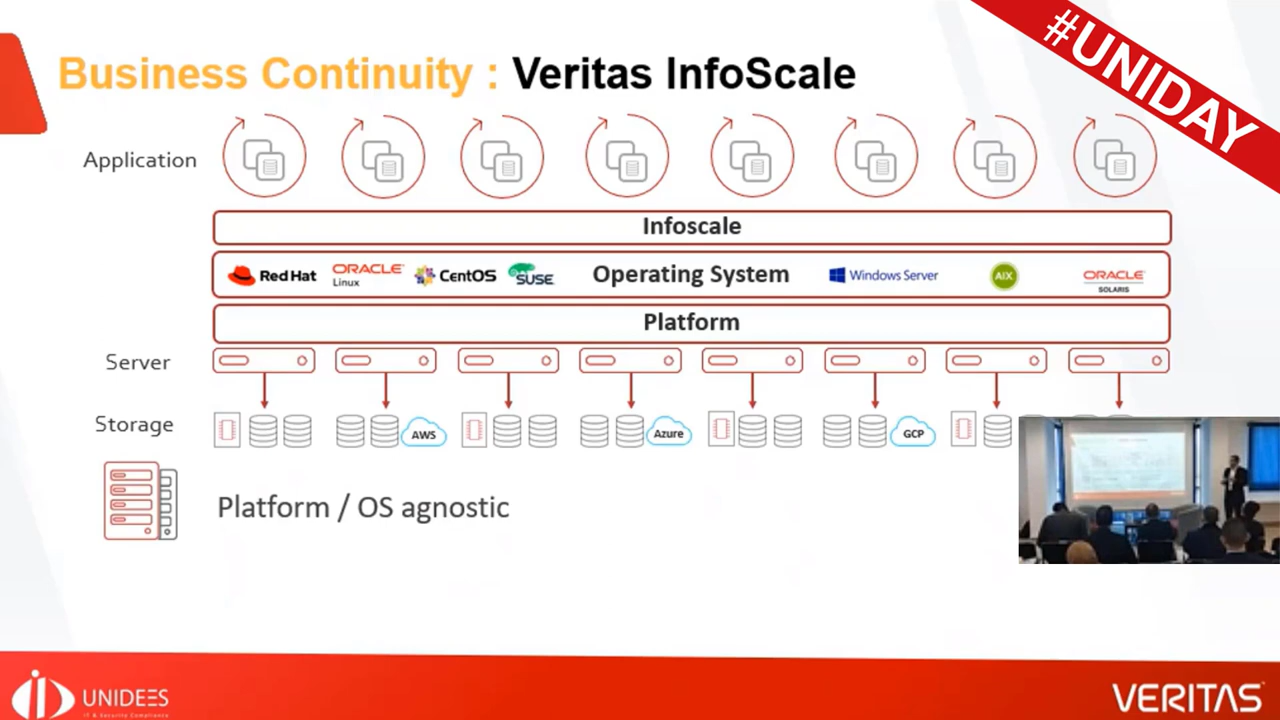 #UNIDAY
Business Continuity : Veritas InfoScale
Application
Infoscale
Red Hat
ORACLE
Linux
CentOS
SUSE
Operating System
Windows Server
AIX
ORACLE
SOLARIS
Platform
Server
Storage
AWS
Azure
GCP
Platform / OS agnostic
UNIDEES
IT & Security Compliance
VERITAS